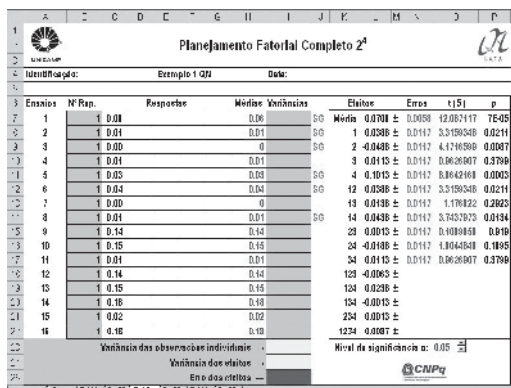 UNICAMP
Planejamento Fatorial Completo 2⁴
Identificação: Exemplo 1 QN Data:
Ensaios Nº Rep. Respostas Médias Variâncias Efeitos Erros t(5) p
1 1 0.06 0.06 SG Média 0.0700 ± 0.0058 12.087117 7E-05
2 1 0.01 0.01 SG 1 0.0388 ± 0.0117 3.3159348 0.0211
3 1 0.00 0 SG 2 -0.0488 ± 0.0117 4.1746599 0.0087
4 1 0.01 0.01 3 0.0113 ± 0.0117 0.9626907 0.3799
5 1 0.03 0.03 SG 4 0.1013 ± 0.0117 0.0003
6 1 0.04 0.04 SG 12 0.0388 ± 0.0117 3.3159348 0.0211
7 1 0.00 0 13 0.0138 ± 0.0117 1.176622 0.2923
8 1 0.01 0.01 SG 14 0.0438 ± 0.0117 3.7437973 0.0134
9 1 0.14 0.14 23 0.0013 ± 0.0117 0.919
10 1 0.15 0.15 24 -0.0188 ± 0.0117 0.1695
11 1 0.01 0.01 34 0.0113 ± 0.0117 0.9626907 0.3799
12 1 0.14 0.14 123 -0.0063 ±
13 1 0.15 0.15 124 0.0238 ±
14 1 0.18 0.18 134 -0.0013 ±
15 1 0.02 0.02 234 0.0013 ±
16 1 0.18 0.18 1234 0.0087 ±
Variância das observações individuais Nível de significância α: 0.05
Variância dos efeitos
Erro dos efeitos CNPq